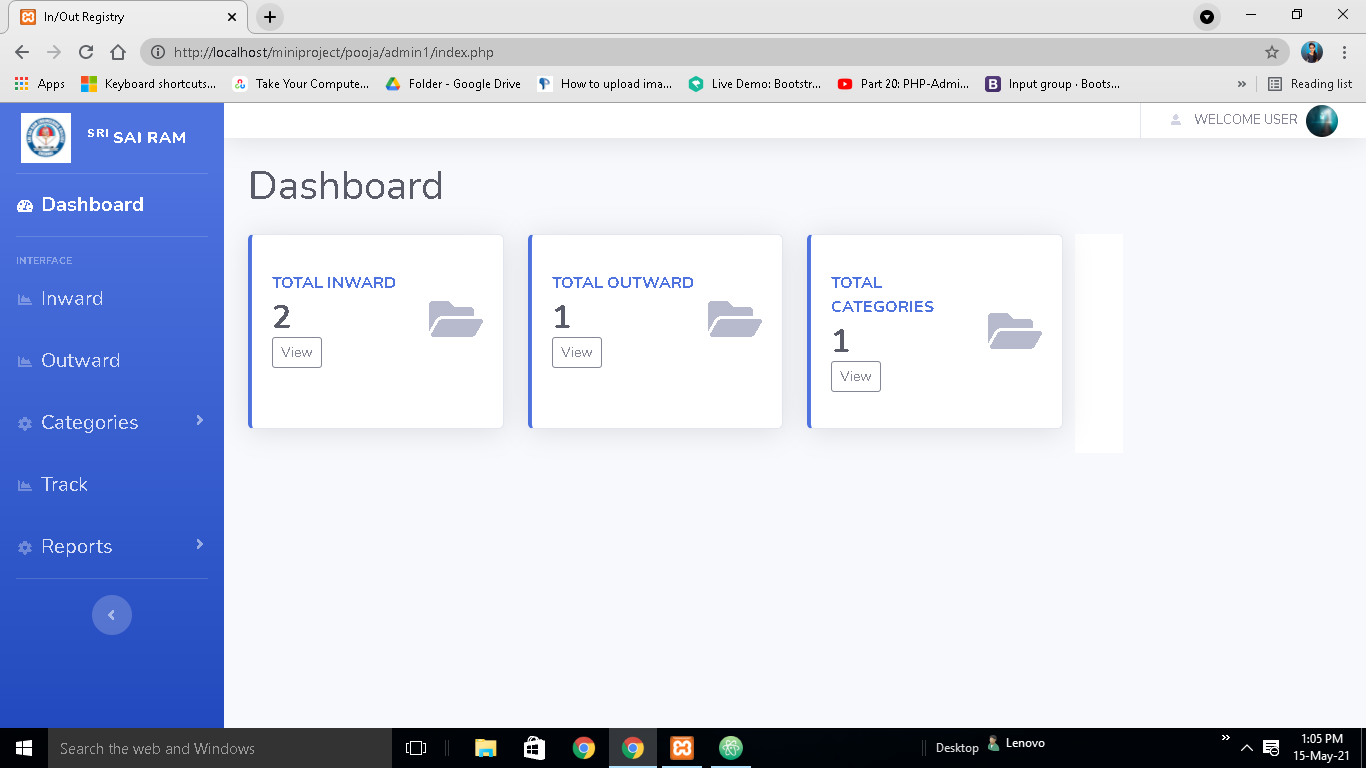 In/Out Registry
http://localhost/miniproject/pooja/admin1/index.php
Apps
Keyboard shortcuts...
Take Your Compute...
Folder - Google Drive
How to upload ima...
Live Demo: Bootstr...
Part 20: PHP-Admi...
Input group · Boots...
»
Reading list
SRI SAI RAM
WELCOME USER
Dashboard
INTERFACE
Inward
Outward
Categories
Track
Reports
Dashboard
TOTAL INWARD
2
View
TOTAL OUTWARD
1
View
TOTAL
CATEGORIES
1
View
Search the web and Windows
Desktop
Lenovo
»
1:05 PM
15-May-21